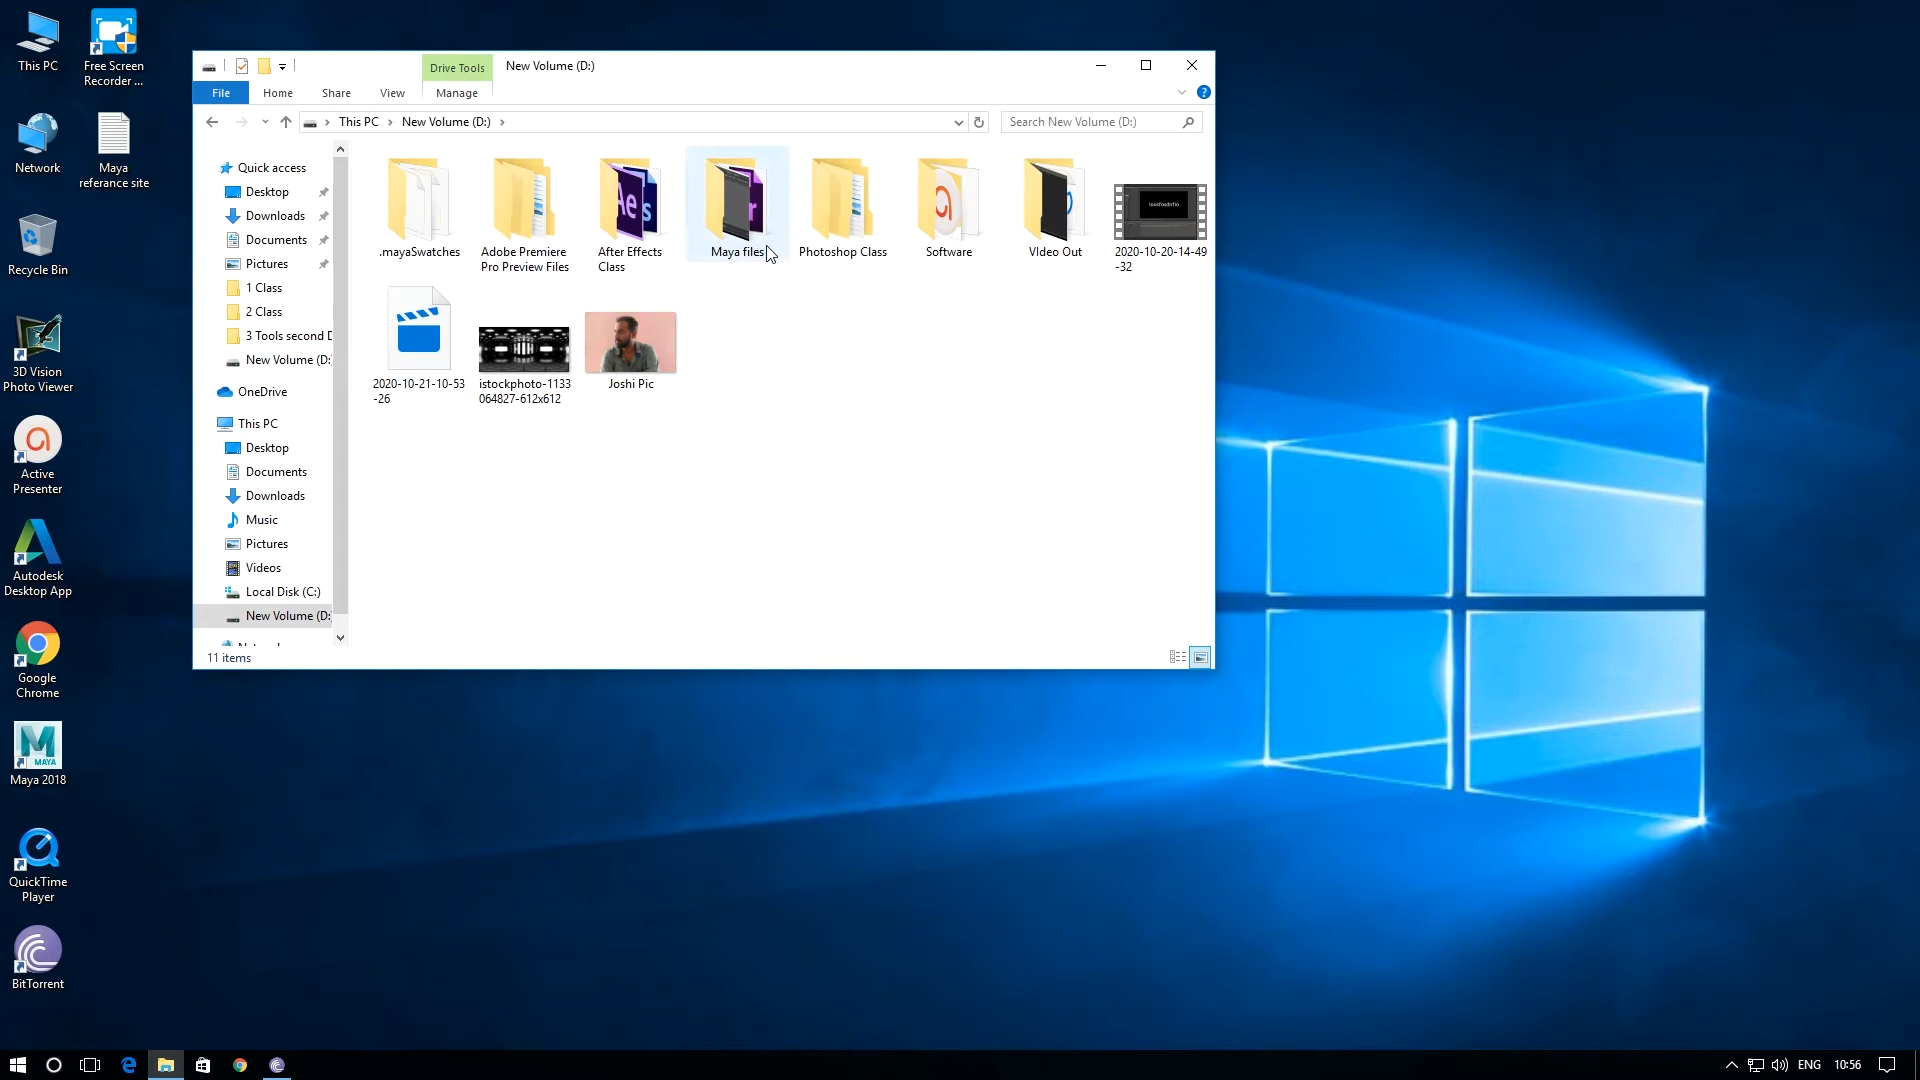 This PC
Free Screen
Recorder ...
Network
Maya
referance site
Recycle Bin
3D Vision
Photo Viewer
Active
Presenter
Autodesk
Desktop App
Google
Chrome
MAYA
Maya 2018
QuickTime
Player
BitTorrent
Drive Tools
New Volume (D:)
File
Home
Share
View
Manage
This PC
New Volume (D:)
Search New Volume (D:)
Quick access
Desktop
Downloads
Documents
Pictures
1 Class
2 Class
3 Tools second D
New Volume (D:
OneDrive
This PC
Desktop
Documents
Downloads
Music
Pictures
Videos
Local Disk (C:)
New Volume (D:
.mayaSwatches
Adobe Premiere
Pro Preview Files
After Effects
Class
Maya files
Photoshop Class
Software
VIdeo Out
2020-10-20-14-49
-32
2020-10-21-10-53
-26
istockphoto-1133
064827-612x612
Joshi Pic
11 items
ENG
10:56